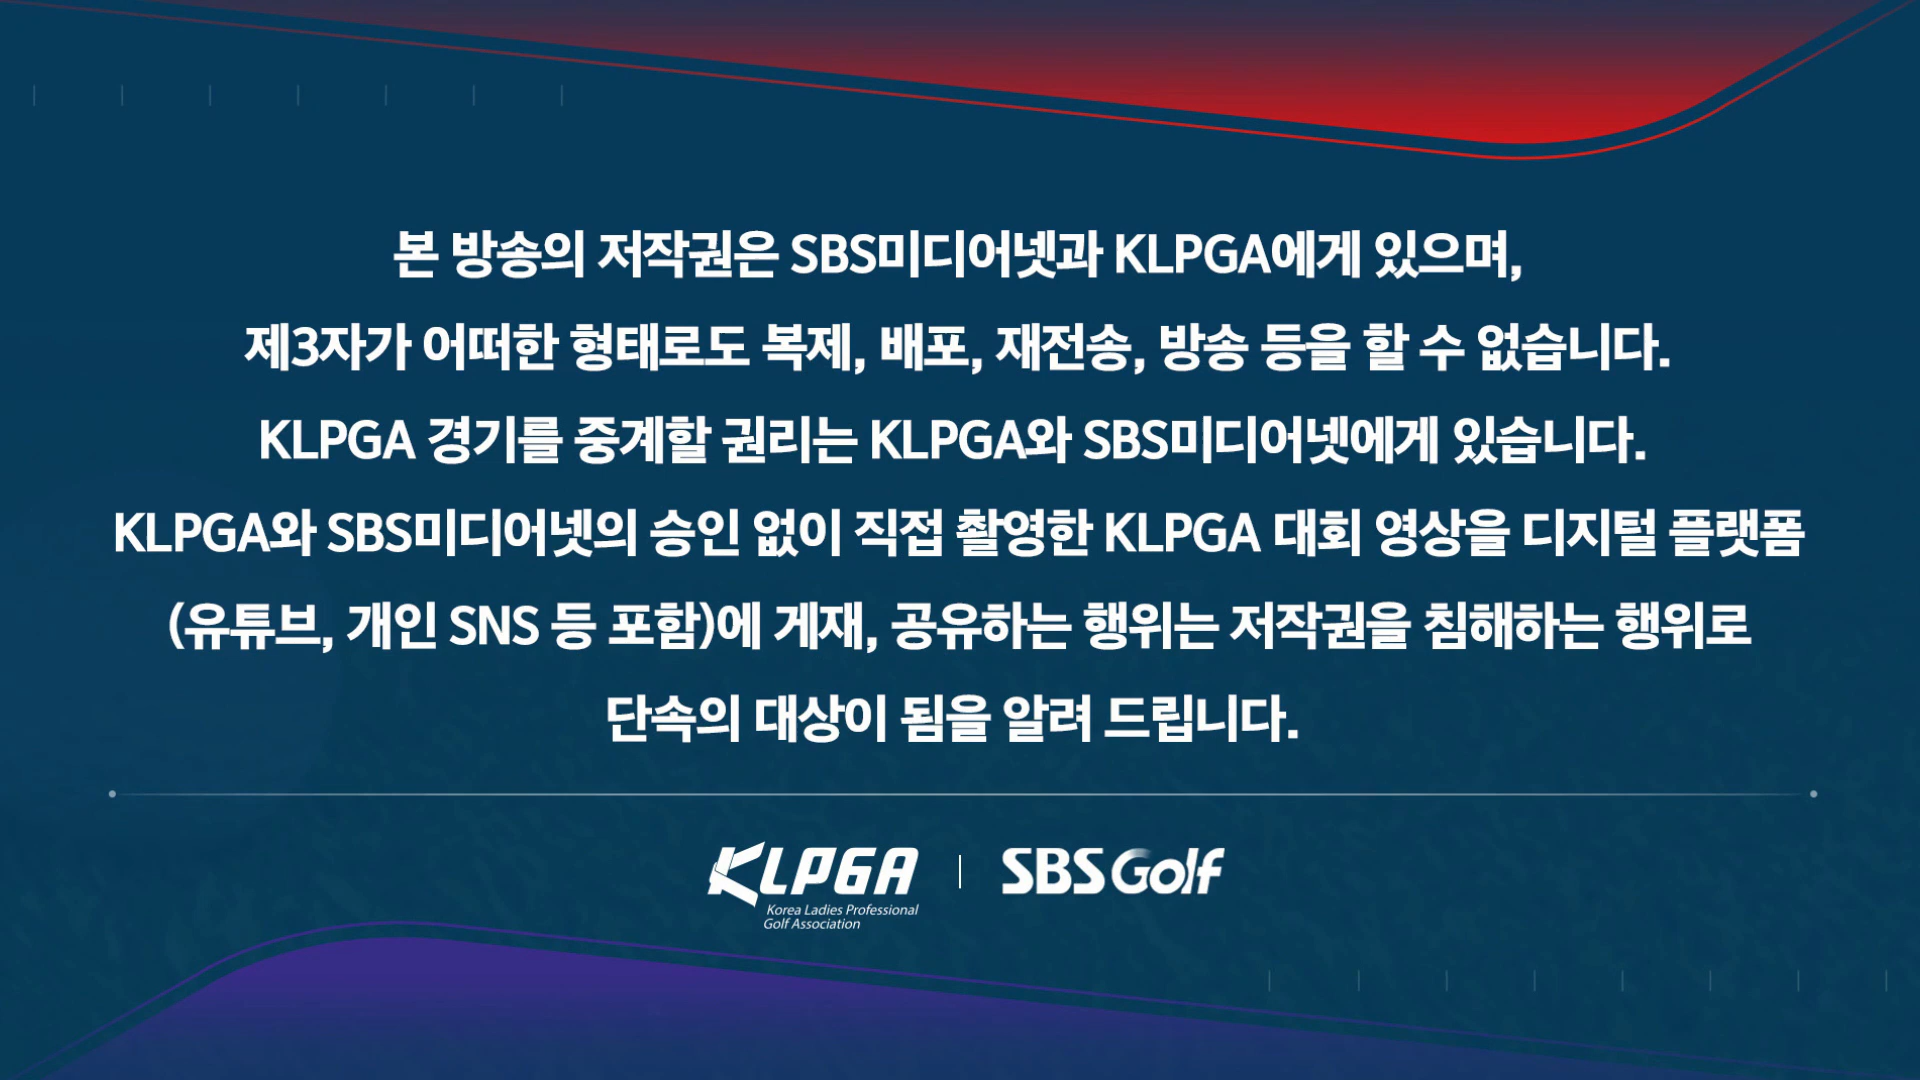 본 방송의 저작권은 SBS미디어넷과 KLPGA에게 있으며,
제3자가 어떠한 형태로도 복제, 배포, 재전송, 방송 등을 할 수 없습니다.
KLPGA 경기를 중계할 권리는 KLPGA와 SBS미디어넷에게 있습니다.
KLPGA와 SBS미디어넷의 승인 없이 직접 촬영한 KLPGA 대회 영상을 디지털 플랫폼
(유튜브, 개인 SNS 등 포함)에 게재, 공유하는 행위는 저작권을 침해하는 행위로
단속의 대상이 됨을 알려 드립니다.
KLPGA
Korea Ladies Professional
Golf Association
SBS Golf